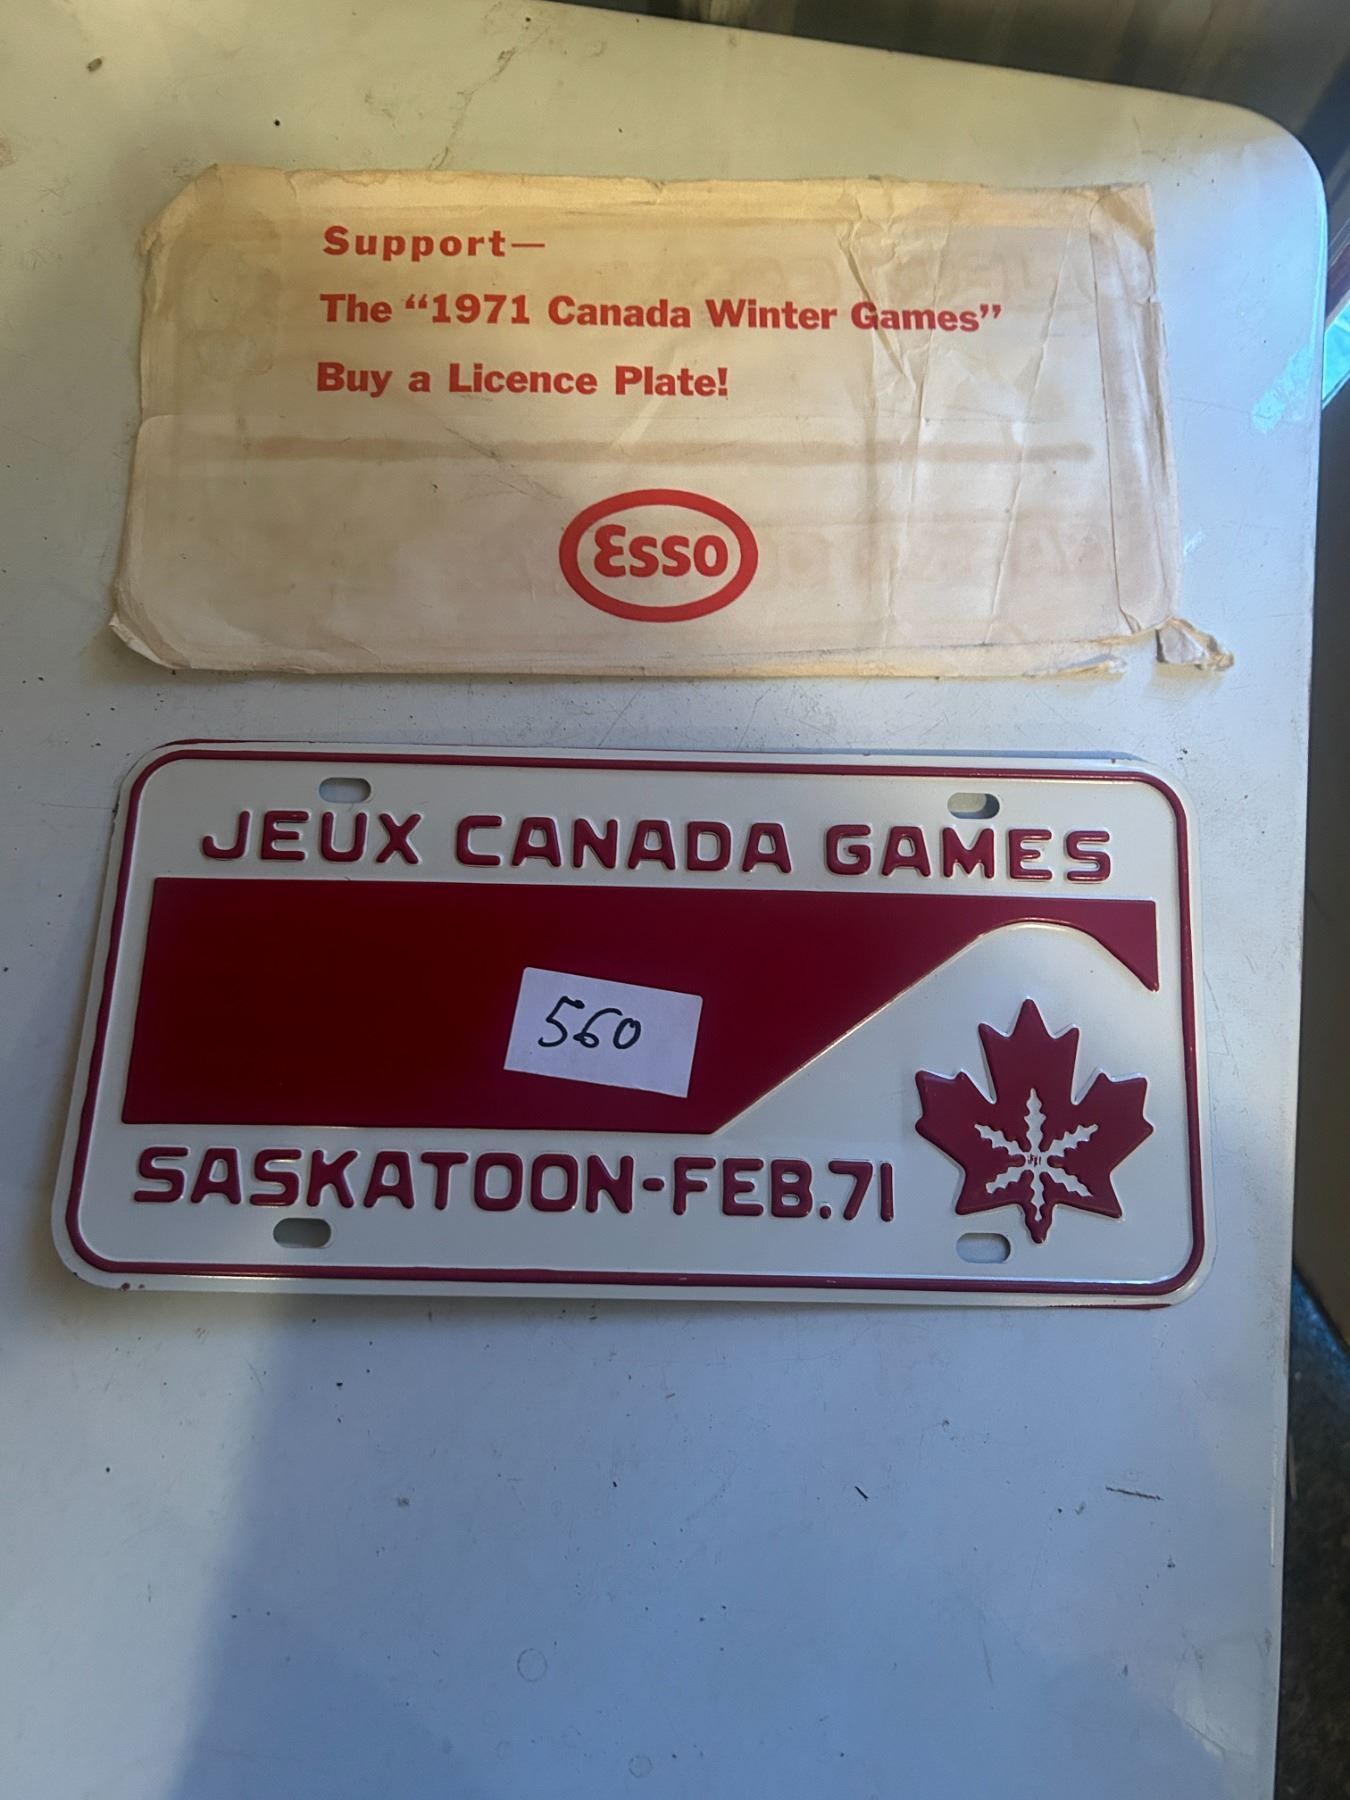 Support—
The “1971 Canada Winter Games”
Buy a Licence Plate!
Esso
JEUX CANADA GAMES
560
SASKATOON-FEB.71